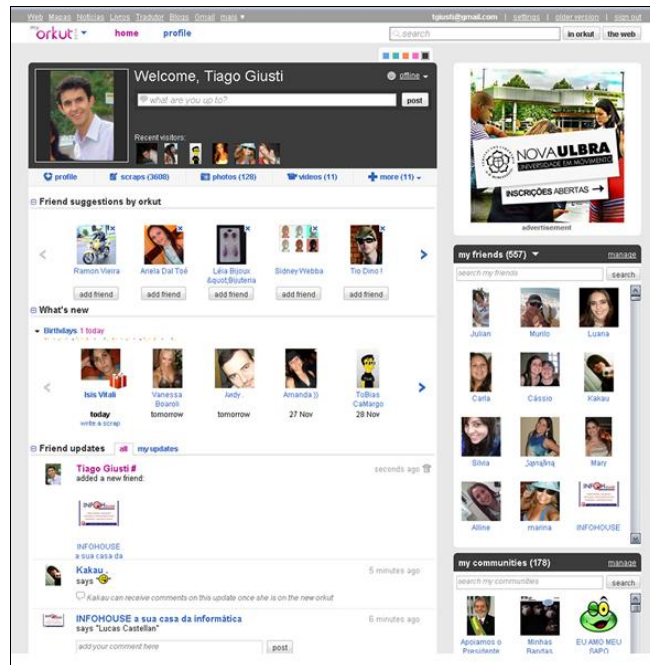 Web Mapas Notícias Livros Tradutor Blogs Gmail mais ▼
tgiusti@gmail.com | settings | older version | sign out
my orkut
home profile
search
in orkut the web
Welcome, Tiago Giusti
offline
what are you up to?
post
Recent visitors:
profile scraps (3608) photos (128) videos (11) more (11)
Friend suggestions by orkut
Ramon Vieira Ariela Dal Toé Léia Bijoux Sidney Webba Tio Dino !
&quot;Bijuteria
add friend add friend add friend add friend add friend
What's new
Birthdays 1 today
Isis Vitali Vanessa Boaroli Judy . Amanda )) ToBias CaMargo
today tomorrow tomorrow 27 Nov 28 Nov
write a scrap
Friend updates all my updates
Tiago Giusti #
seconds ago
added a new friend:
INFOHOUSE
a sua casa da
Kakau .
5 minutes ago
says
Kakau can receive comments on this update once she is on the new orkut
INFOHOUSE a sua casa da informática
6 minutes ago
says "Lucas Castellan"
add your comment here
post
NOVAULBRA
UNIVERSIDADE EM MOVIMENTO
INSCRIÇÕES ABERTAS →
advertisement
my friends (557) ▼ manage
search my friends
search
Julian Murilo Luana
Carla Cássio Kakau
Silvia Janaína Mary
Alline marina INFOHOUSE
my communities (178) manage
search my communities
search
Apoiamos o Presidente
Minhas Bandas
EU AMO MEU SAPO